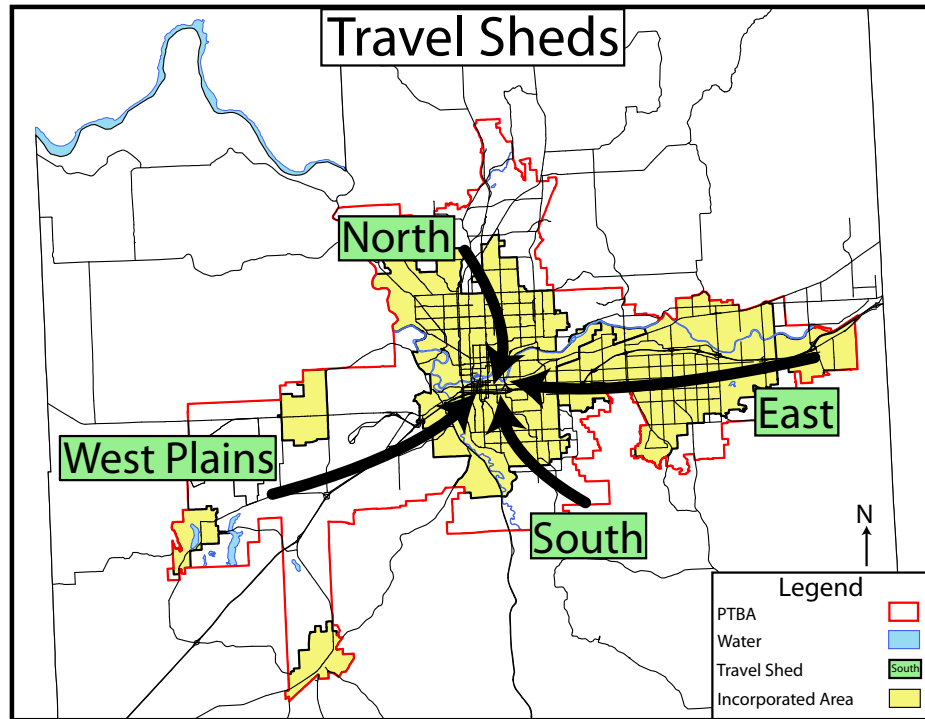 Travel Sheds
North
East
West Plains
South
N
Legend
PTBA
Water
Travel Shed
South
Incorporated Area